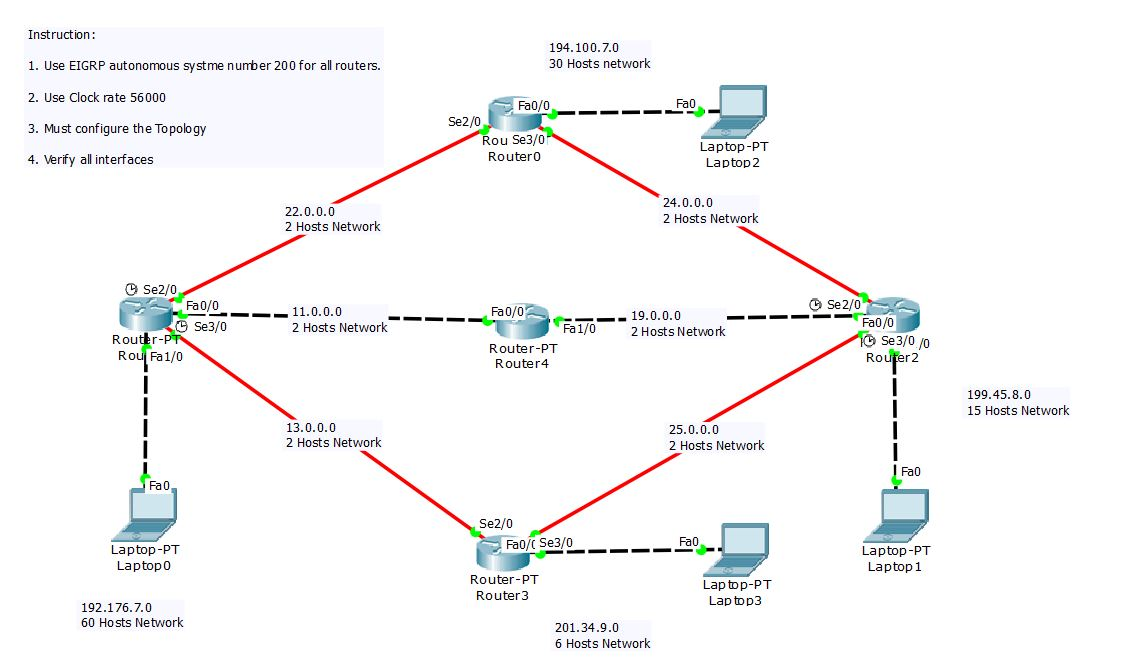 Instruction:
1. Use EIGRP autonomous systme number 200 for all routers.
2. Use Clock rate 56000
3. Must configure the Topology
4. Verify all interfaces
194.100.7.0
30 Hosts network
Fa0/0
Fa0
Se2/0
Rou Se3/0
Router0
Laptop-PT
Laptop2
22.0.0.0
2 Hosts Network
24.0.0.0
2 Hosts Network
Se2/0
Fa0/0
Se3/0
Router-PT
Rou
Fa1/0
11.0.0.0
2 Hosts Network
Fa0/0
Fa1/0
Router-PT
Router4
19.0.0.0
2 Hosts Network
Se2/0
Fa0/0
Se3/0 /0
Router2
199.45.8.0
15 Hosts Network
13.0.0.0
2 Hosts Network
25.0.0.0
2 Hosts Network
Fa0
Laptop-PT
Laptop0
192.176.7.0
60 Hosts Network
Se2/0
Fa0/0
Se3/0
Router-PT
Router3
Fa0
Laptop-PT
Laptop3
201.34.9.0
6 Hosts Network
Fa0
Laptop-PT
Laptop1